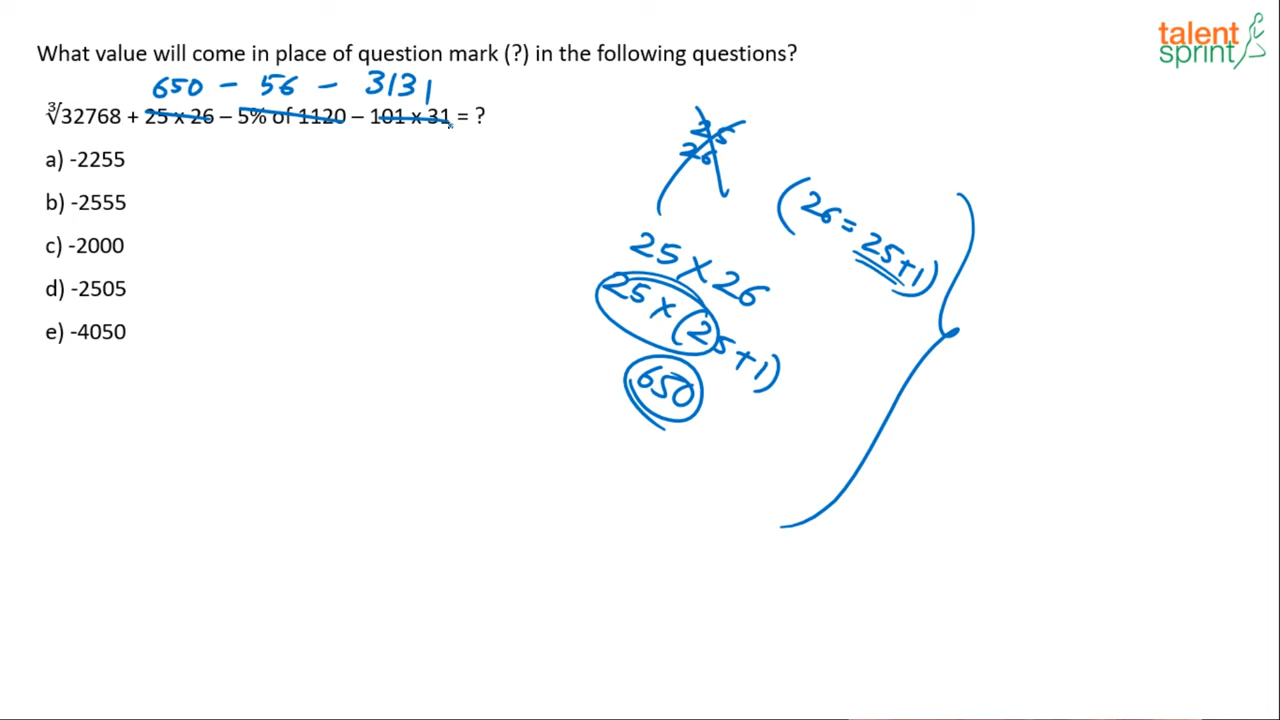 talent
sprint
What value will come in place of question mark (?) in the following questions?
650 - 56 - 3131
∛32768 + 25 x 26 – 5% of 1120 – 101 x 31 = ?
a) -2255
b) -2555
c) -2000
d) -2505
e) -4050
25
26
(26 = 25+1)
25 x 26
25 x (25+1)
650